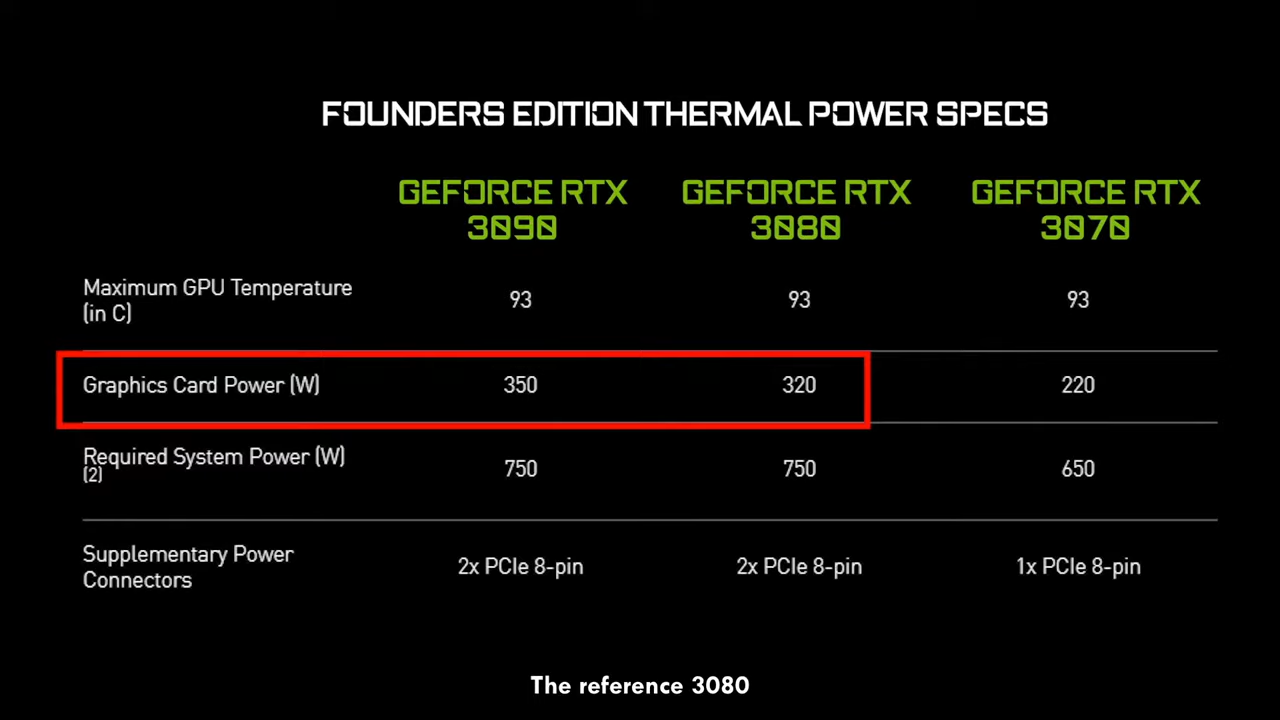 FOUNDERS EDITION THERMAL POWER SPECS
GEFORCE RTX 3090
GEFORCE RTX 3080
GEFORCE RTX 3070
Maximum GPU Temperature
(in C)
93
93
93
Graphics Card Power (W)
350
320
220
Required System Power (W)
(2)
750
750
650
Supplementary Power
Connectors
2x PCIe 8-pin
2x PCIe 8-pin
1x PCIe 8-pin
The reference 3080